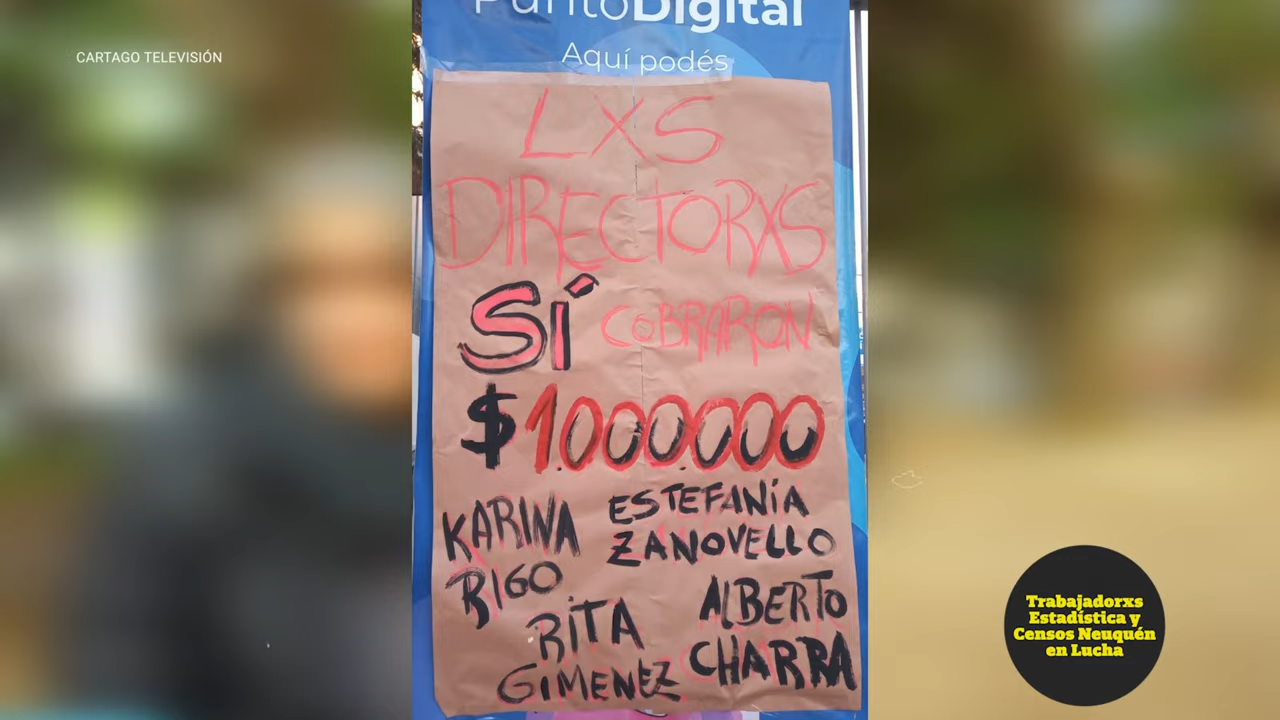 CARTAGO TELEVISIÓN
PuntoDigital
Aquí podés
LXS
DIRECTORXS
SÍ COBRARON
$1.000.000
KARINA
RIGO
ESTEFANÍA
ZANOVELLO
RITA
GIMENEZ
ALBERTO
CHARRA
Trabajadorxs
Estadística y
Censos Neuquén
en Lucha